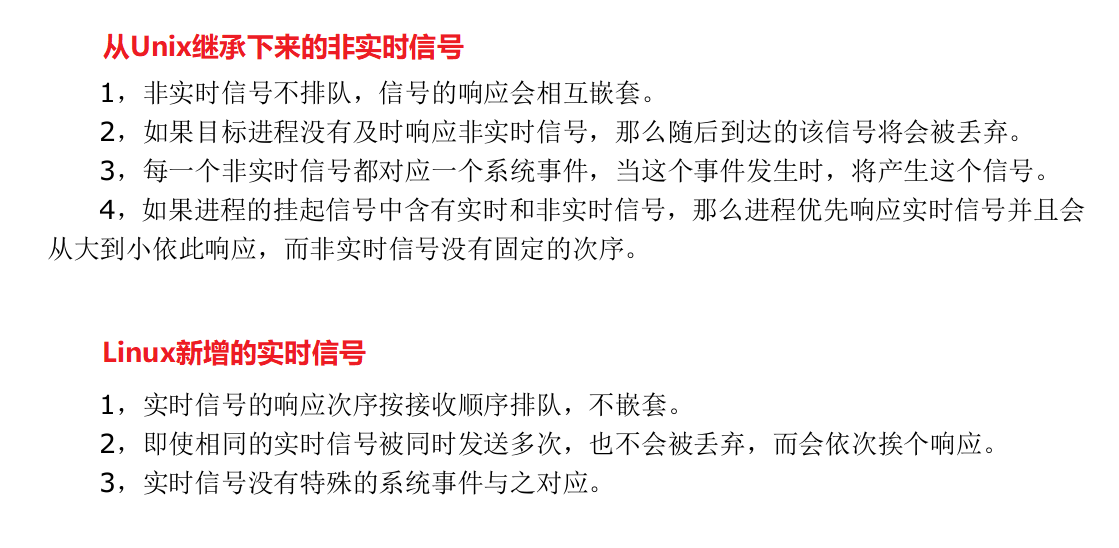 从Unix继承下来的非实时信号
1，非实时信号不排队，信号的响应会相互嵌套。
2，如果目标进程没有及时响应非实时信号，那么随后到达的该信号将会被丢弃。
3，每一个非实时信号都对应一个系统事件，当这个事件发生时，将产生这个信号。
4，如果进程的挂起信号中含有实时和非实时信号，那么进程优先响应实时信号并且会
从大到小依此响应，而非实时信号没有固定的次序。
Linux新增的实时信号
1，实时信号的响应次序按接收顺序排队，不嵌套。
2，即使相同的实时信号被同时发送多次，也不会被丢弃，而会依次挨个响应。
3，实时信号没有特殊的系统事件与之对应。